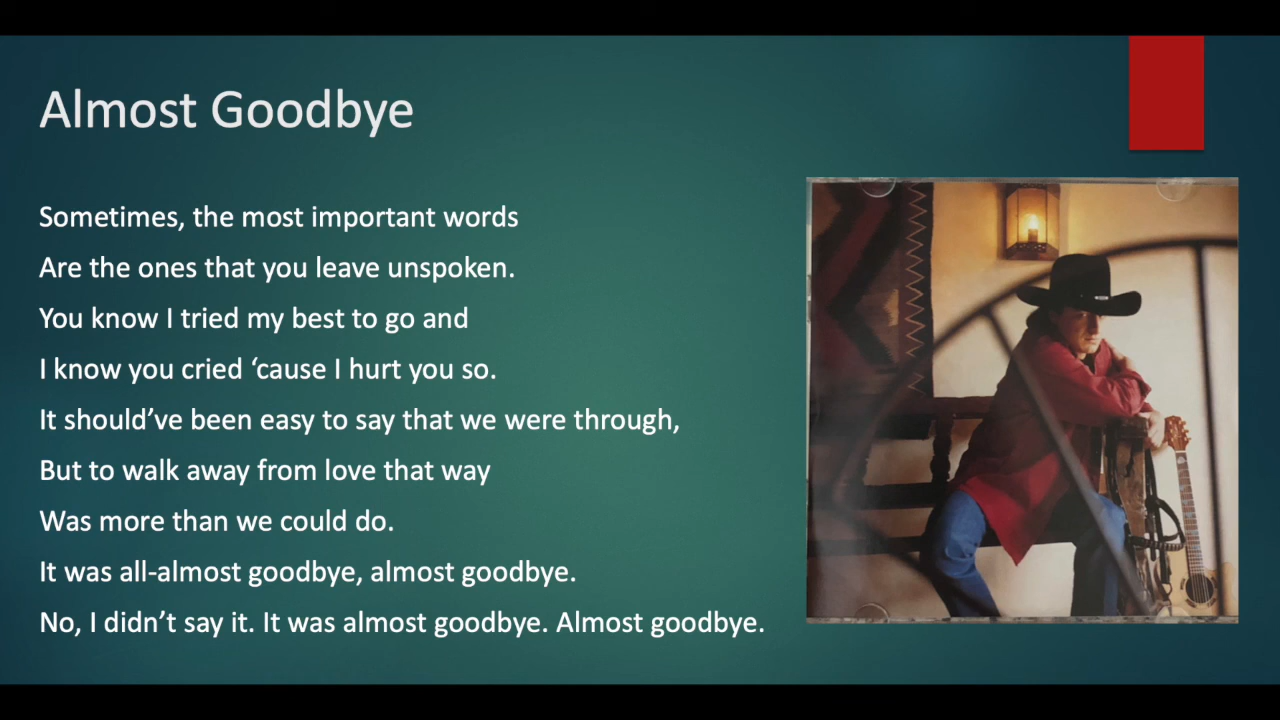 Almost Goodbye
Sometimes, the most important words
Are the ones that you leave unspoken.
You know I tried my best to go and
I know you cried ‘cause I hurt you so.
It should’ve been easy to say that we were through,
But to walk away from love that way
Was more than we could do.
It was all-almost goodbye, almost goodbye.
No, I didn’t say it. It was almost goodbye. Almost goodbye.